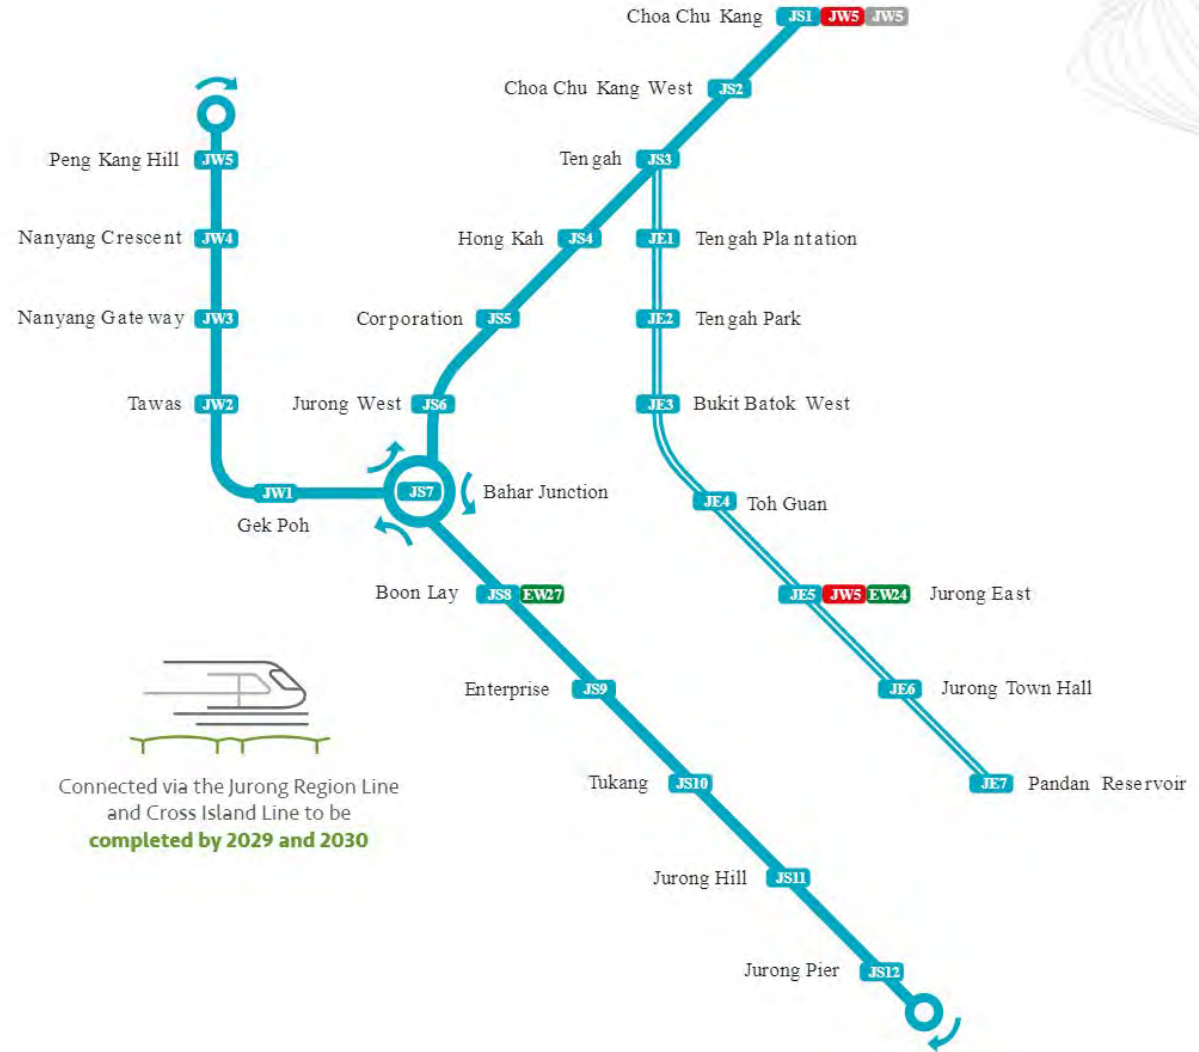 Choa Chu Kang JS1 JW5 JW5
Choa Chu Kang West JS2
Peng Kang Hill JW5
Tengah JS3
Nanyang Crescent JW4
Hong Kah JS4
JE1 Tengah Plantation
Nanyang Gateway JW3
Corporation JS5
JE2 Tengah Park
Tawas JW2
Jurong West JS6
JE3 Bukit Batok West
JW1
Gek Poh
JS7 Bahar Junction
JE4 Toh Guan
Boon Lay JS8 EW27
JE5 JW5 EW24 Jurong East
Enterprise JS9
JE6 Jurong Town Hall
Tukang JS10
JE7 Pandan Reservoir
Connected via the Jurong Region Line
and Cross Island Line to be
completed by 2029 and 2030
Jurong Hill JS11
Jurong Pier JS12